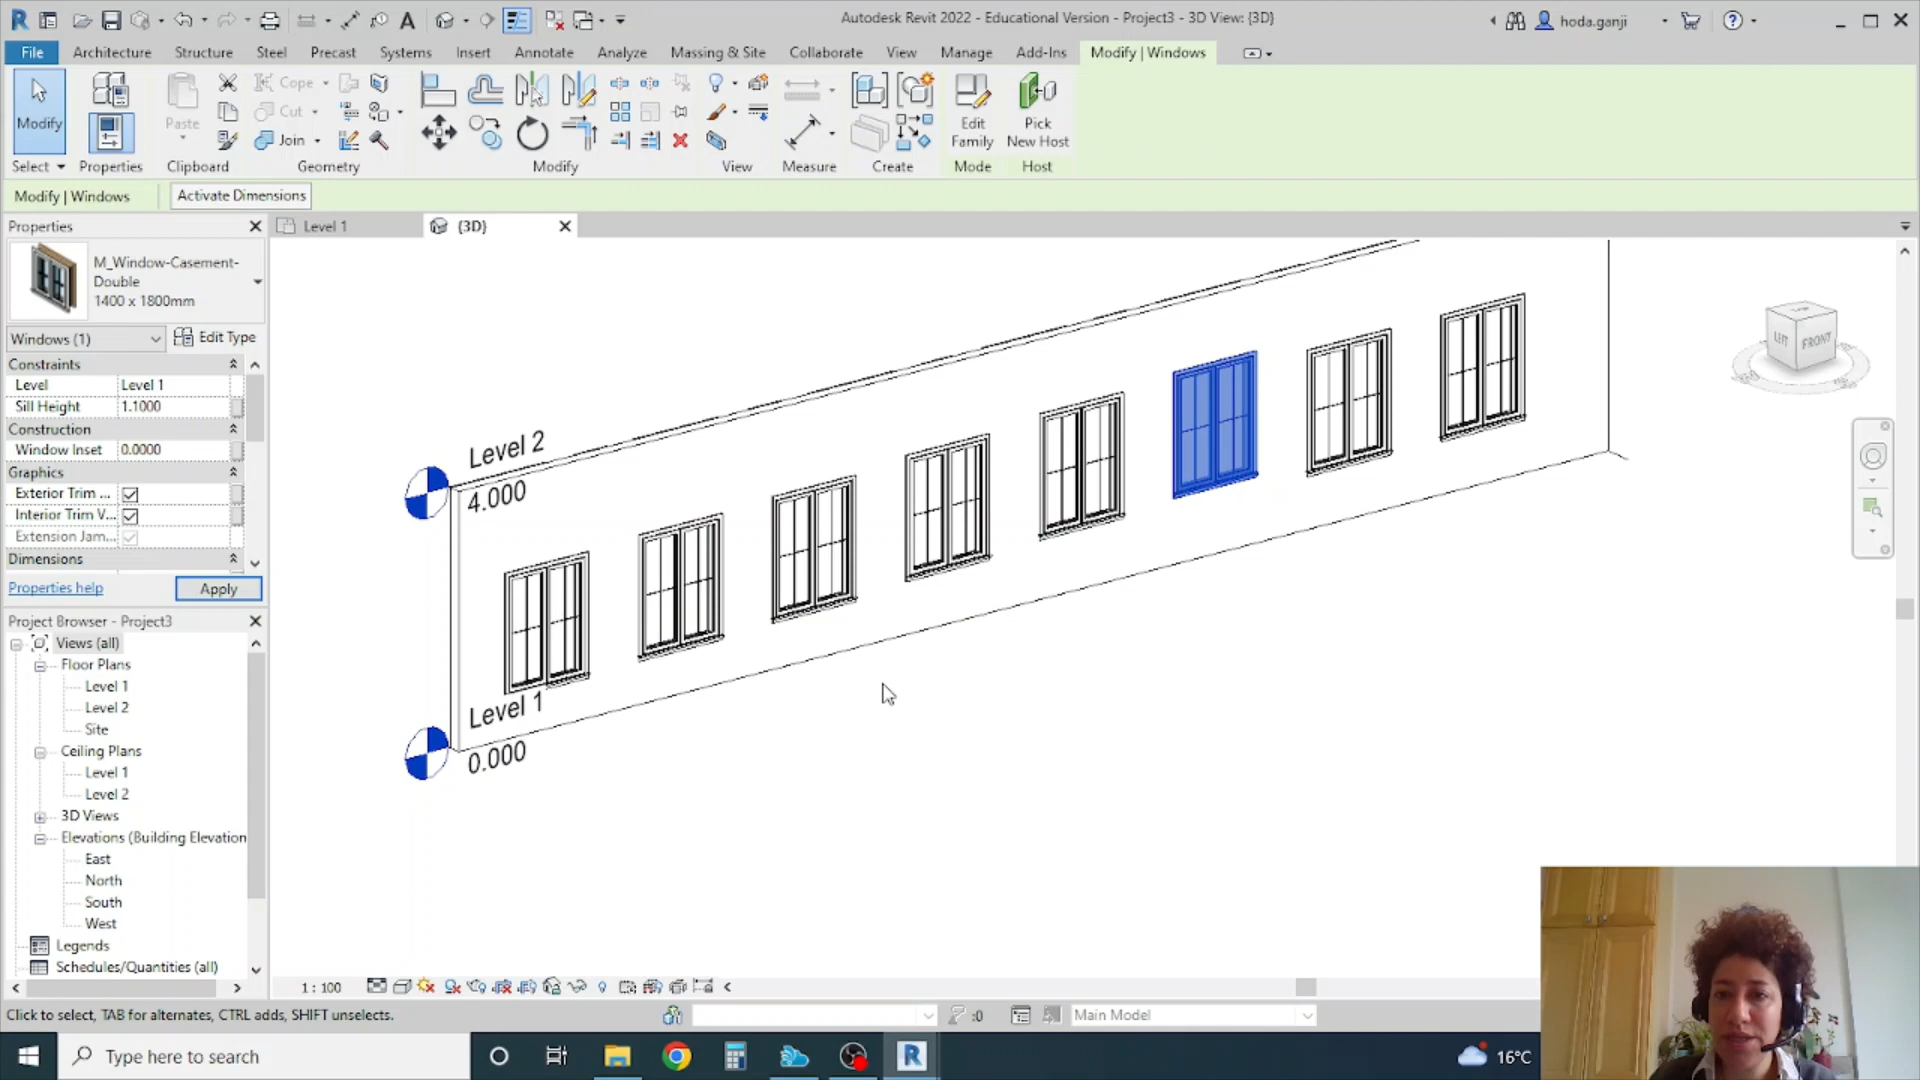 Autodesk Revit 2022 - Educational Version - Project3 - 3D View: {3D}
hoda.ganji
File Architecture Structure Steel Precast Systems Insert Annotate Analyze Massing & Site Collaborate View Manage Add-Ins Modify | Windows
Modify
Paste
Cope
Cut
Join
Edit Family
Pick New Host
Select Properties Clipboard Geometry Modify View Measure Create Mode Host
Modify | Windows Activate Dimensions
Properties
Level 1 {3D}
M_Window-Casement-
Double
1400 x 1800mm
Windows (1) Edit Type
Constraints
Level Level 1
Sill Height 1.1000
Construction
Window Inset 0.0000
Graphics
Exterior Trim ...
Interior Trim V...
Extension Jam...
Dimensions
Properties help Apply
Project Browser - Project3
Views (all)
Floor Plans
Level 1
Level 2
Site
Ceiling Plans
Level 1
Level 2
3D Views
Elevations (Building Elevation
East
North
South
West
Legends
Schedules/Quantities (all)
Level 2
4.000
Level 1
0.000
LEFT FRONT
1 : 100
Click to select, TAB for alternates, CTRL adds, SHIFT unselects.
:0
Main Model
Type here to search
16°C